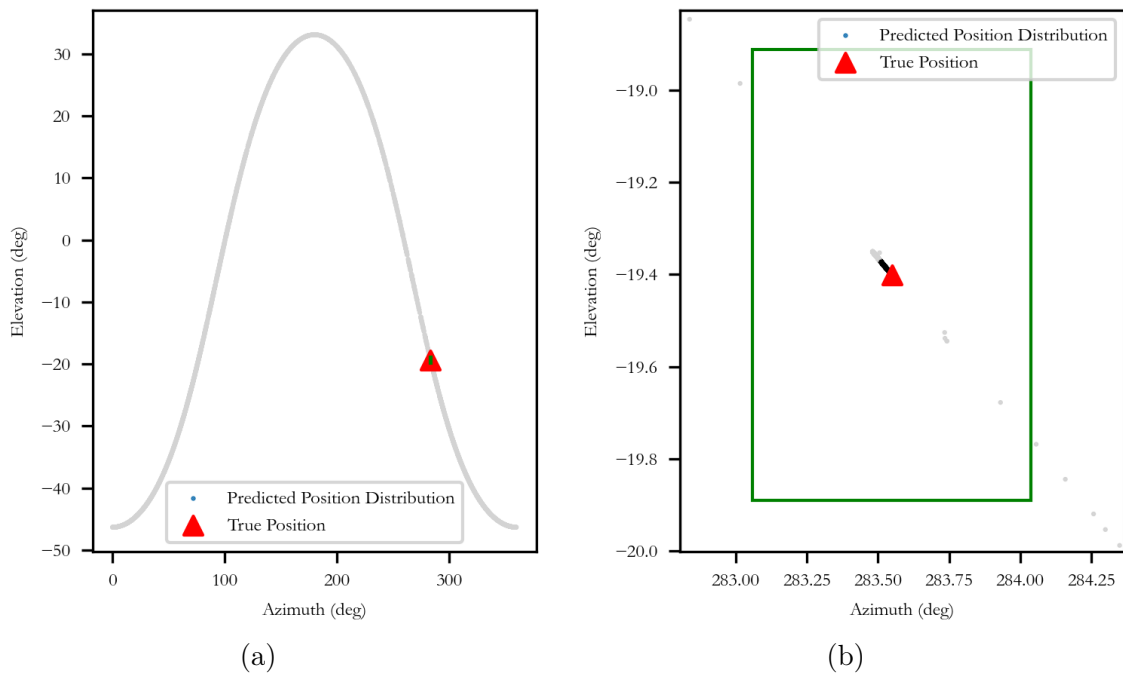 30
20
10
0
−10
−20
−30
−40
−50
Elevation (deg)
Predicted Position Distribution
True Position
0
100
200
300
Azimuth (deg)
(a)
Predicted Position Distribution
True Position
−19.0
−19.2
−19.4
−19.6
−19.8
−20.0
Elevation (deg)
283.00
283.25
283.50
283.75
284.00
284.25
Azimuth (deg)
(b)